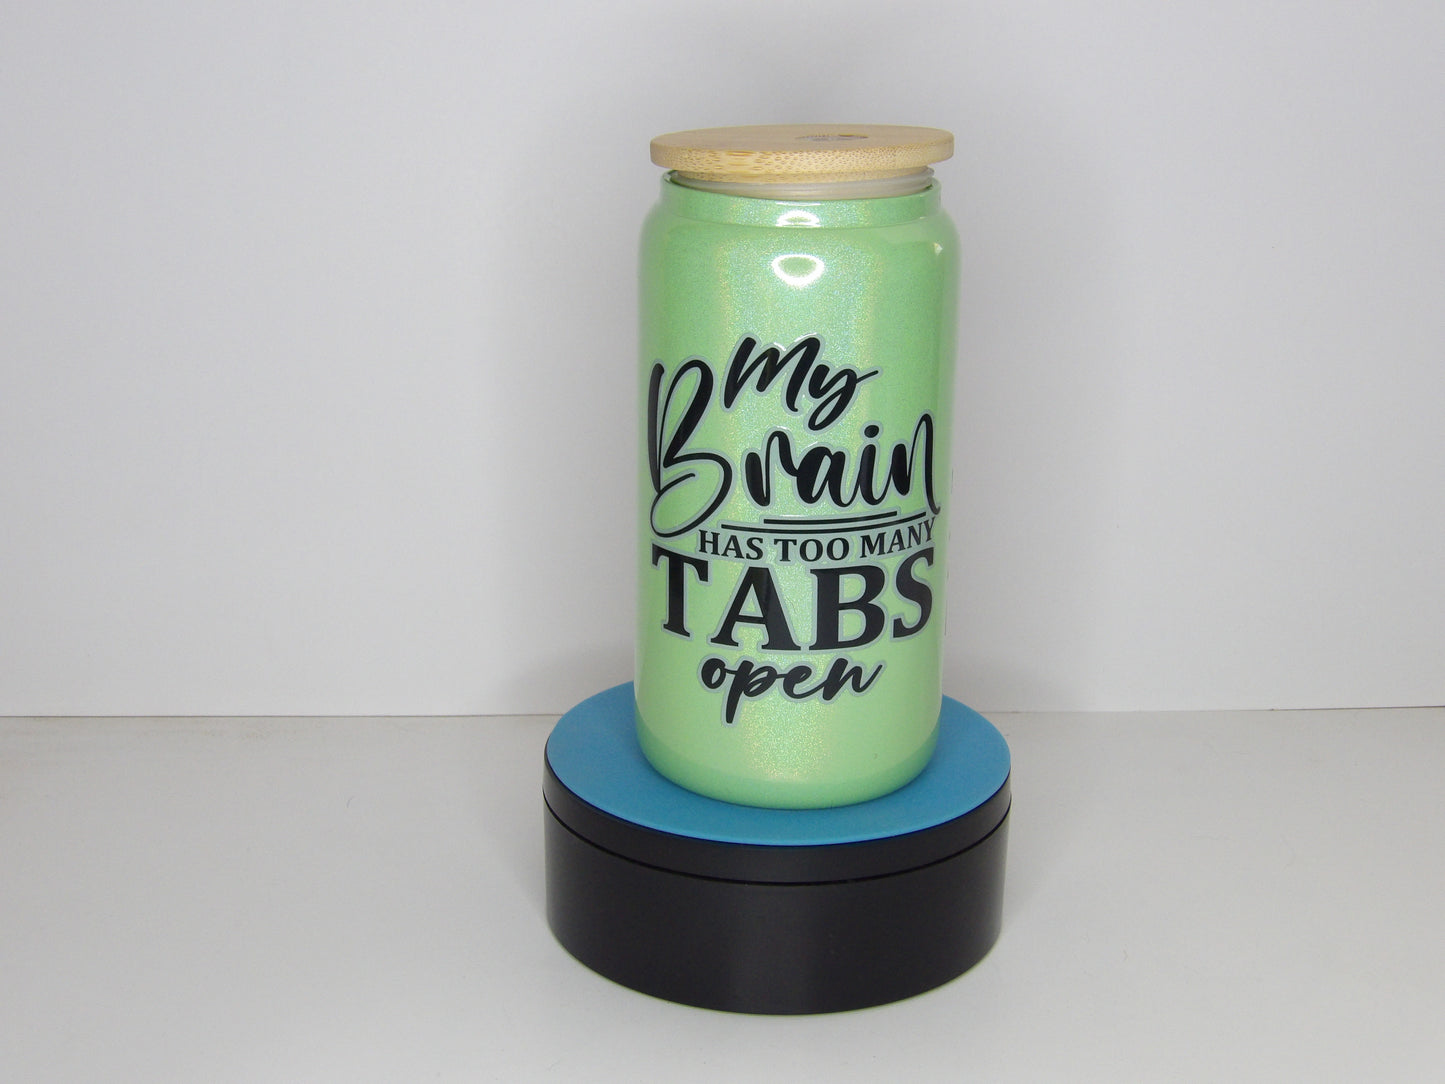 My
Brain
HAS TOO MANY
TABS
open